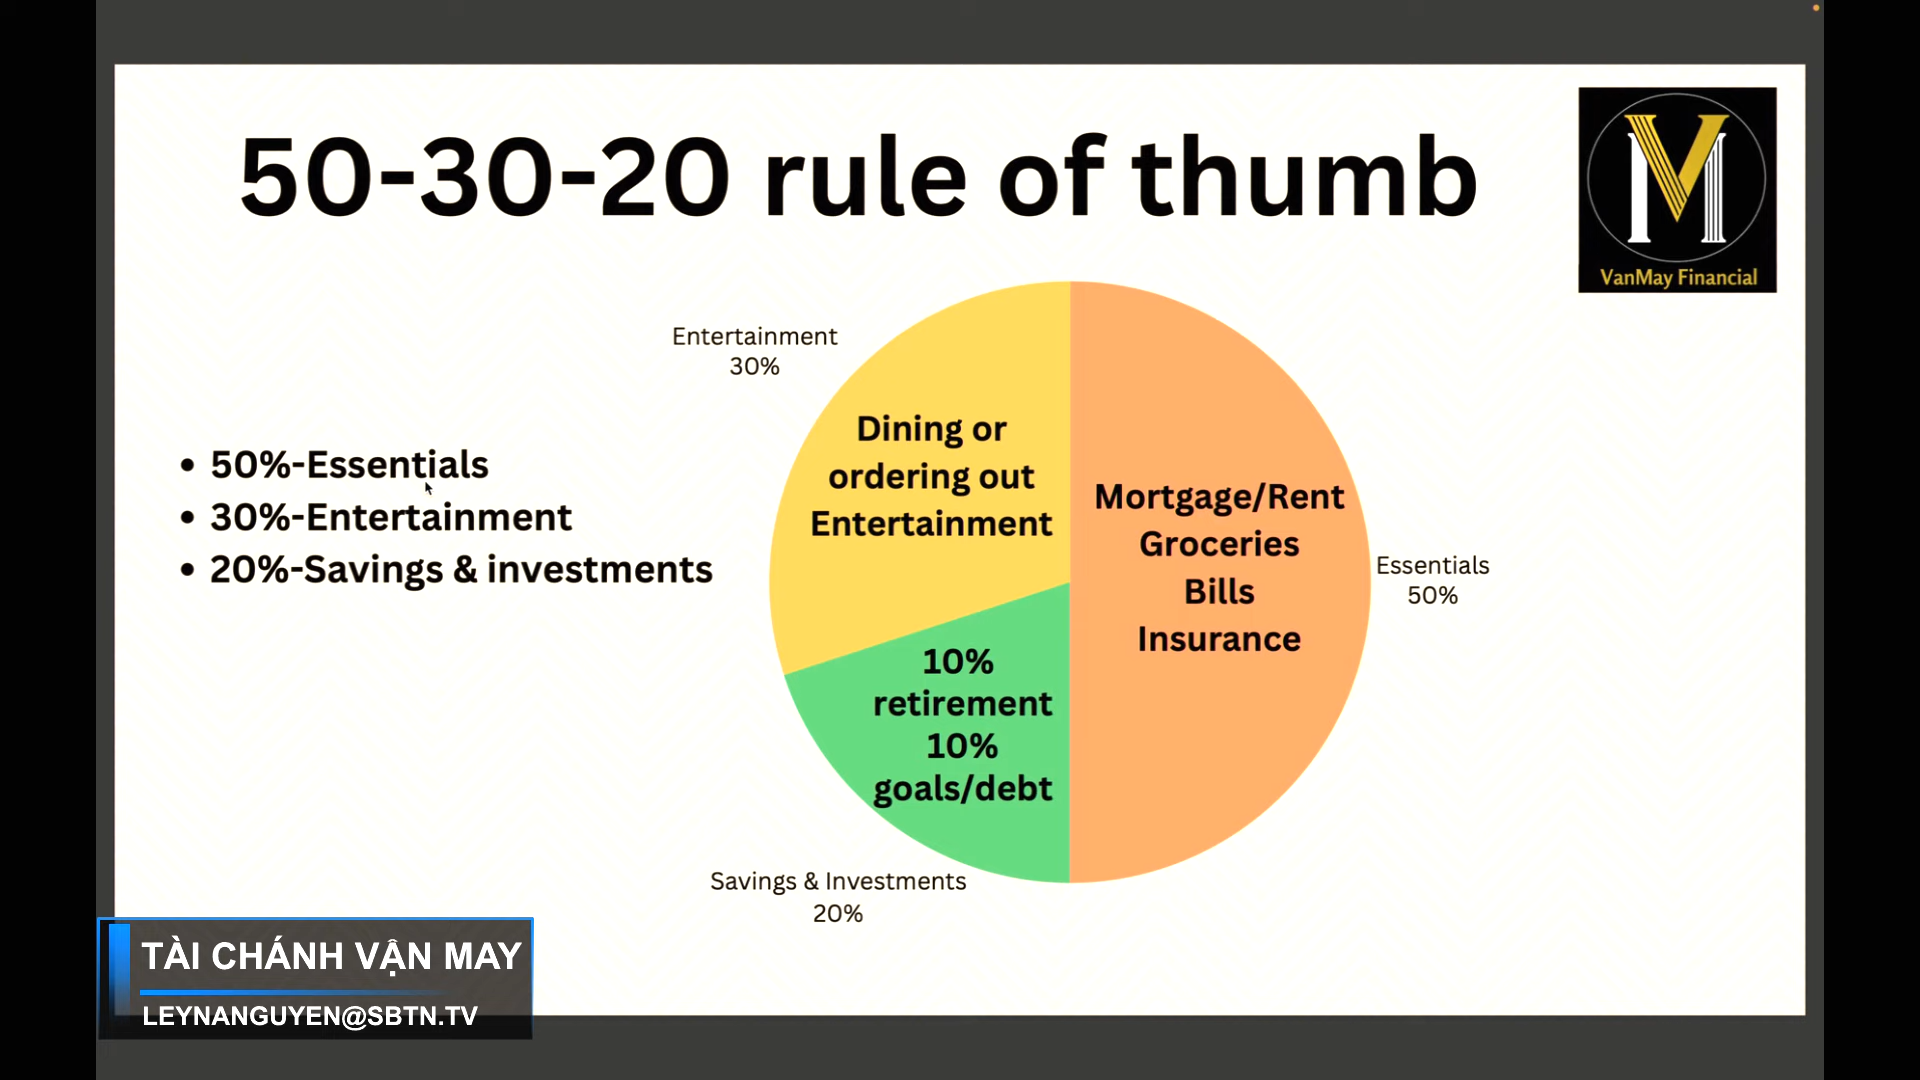 50-30-20 rule of thumb
VM
VanMay Financial
• 50%-Essentials
• 30%-Entertainment
• 20%-Savings & investments
Entertainment
30%
Dining or
ordering out
Entertainment
Mortgage/Rent
Groceries
Bills
Insurance
Essentials
50%
10%
retirement
10%
goals/debt
Savings & Investments
20%
TÀI CHÁNH VẬN MAY
LEYNANGUYEN@SBTN.TV